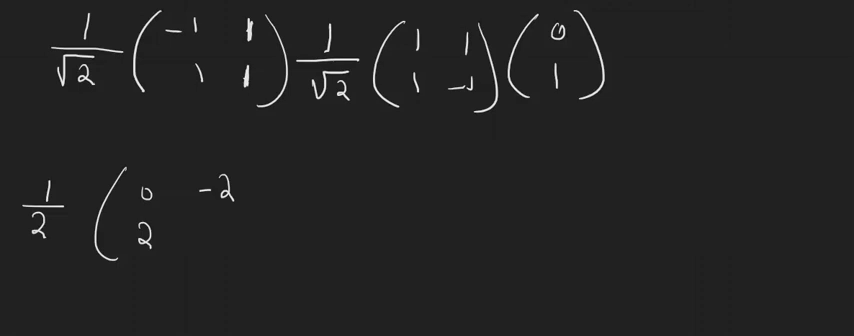 1/√2 ( -1 1 ; 1 1 ) 1/√2 ( 1 1 ; 1 -1 ) ( 0 ; 1 )
1/2 ( 0 -2 ; 2